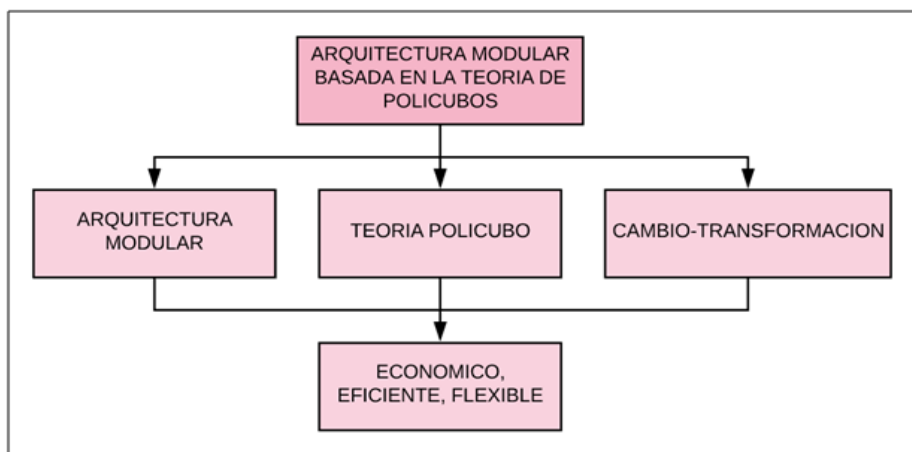 ARQUITECTURA MODULAR
BASADA EN LA TEORIA DE
POLICUBOS
ARQUITECTURA
MODULAR
TEORIA POLICUBO
CAMBIO-TRANSFORMACION
ECONOMICO,
EFICIENTE, FLEXIBLE